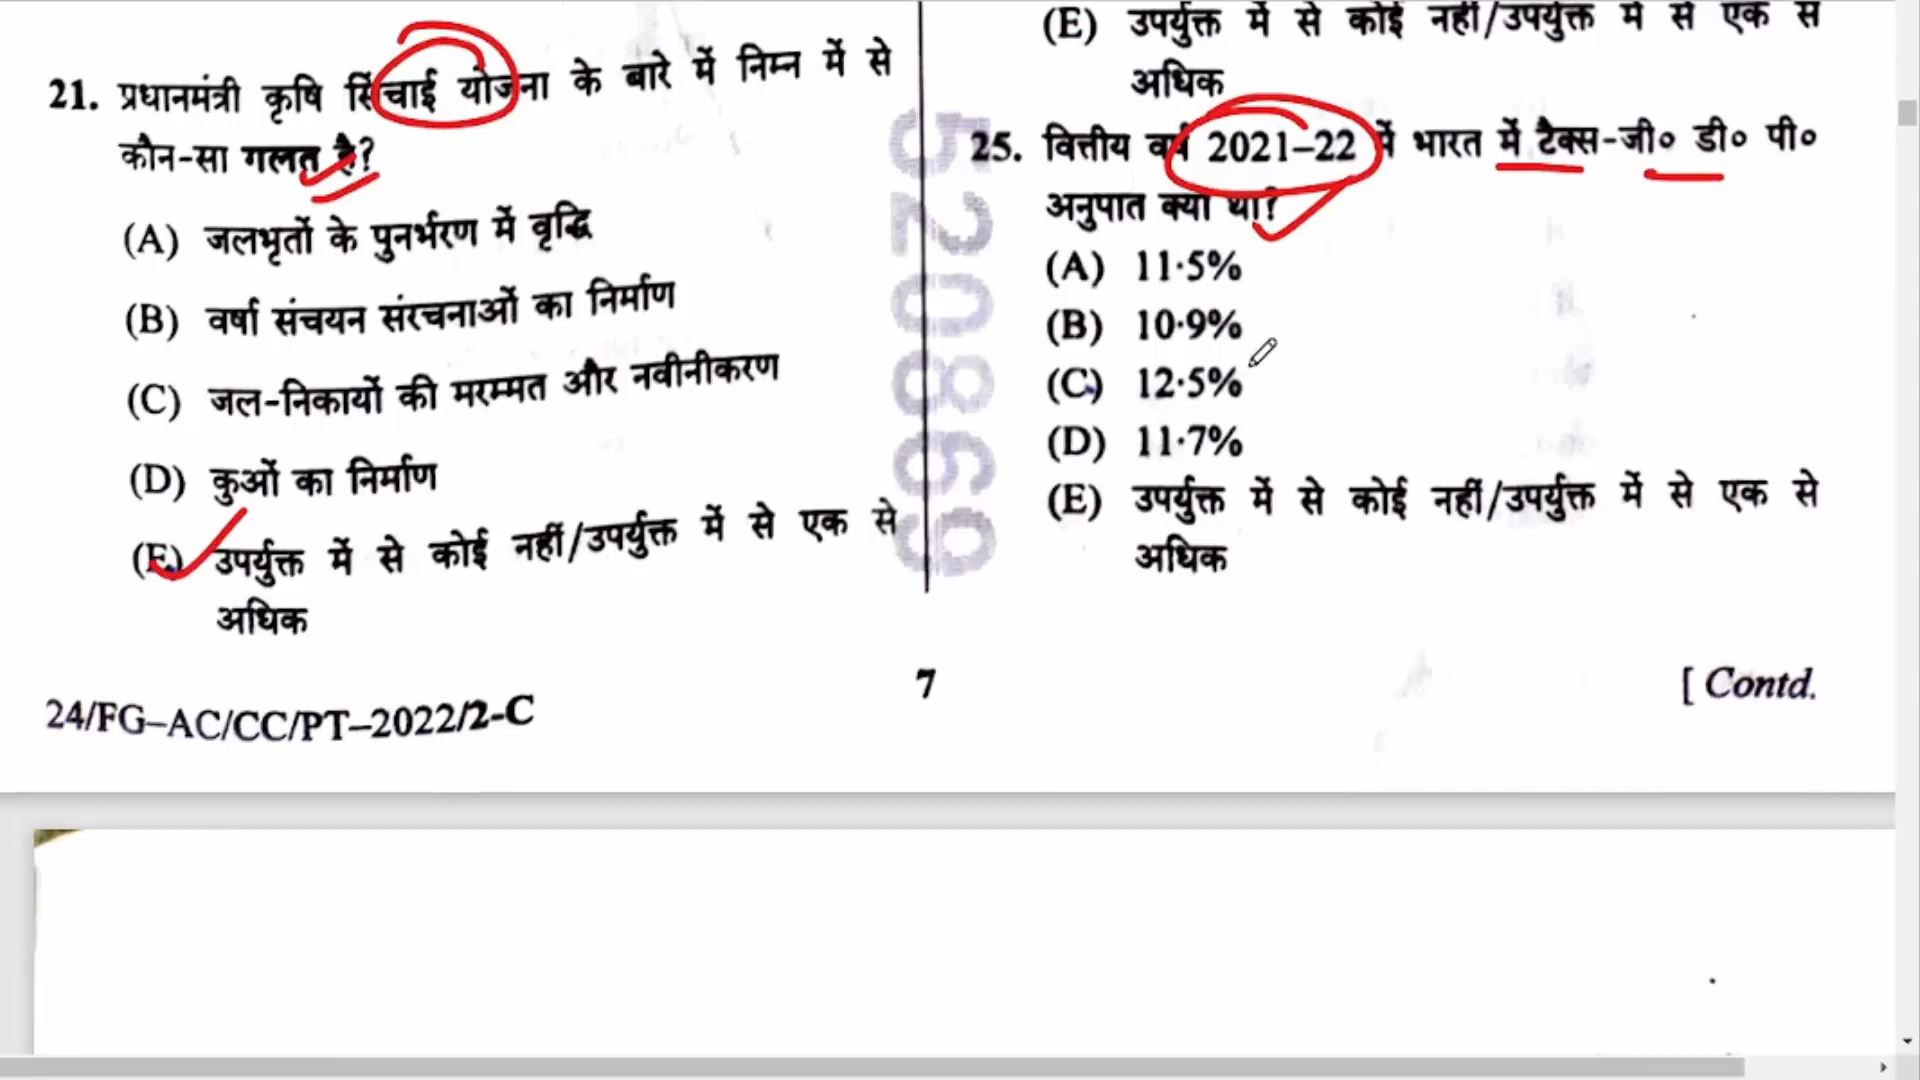 21. प्रधानमंत्री कृषि सिंचाई योजना के बारे में निम्न में से
कौन-सा गलत है?
(A) जलभृतों के पुनर्भरण में वृद्धि
(B) वर्षा संचयन संरचनाओं का निर्माण
(C) जल-निकायों की मरम्मत और नवीनीकरण
(D) कुओं का निर्माण
(E) उपर्युक्त में से कोई नहीं/उपर्युक्त में से एक से
अधिक
24/FG–AC/CC/PT–2022/2-C
520869
(E) उपर्युक्त में से कोई नहीं/उपर्युक्त में से एक से
अधिक
25. वित्तीय वर्ष 2021–22 में भारत में टैक्स-जी० डी० पी०
अनुपात क्या था?
(A) 11·5%
(B) 10·9%
(C) 12·5%
(D) 11·7%
(E) उपर्युक्त में से कोई नहीं/उपर्युक्त में से एक से
अधिक
7
[ Contd.